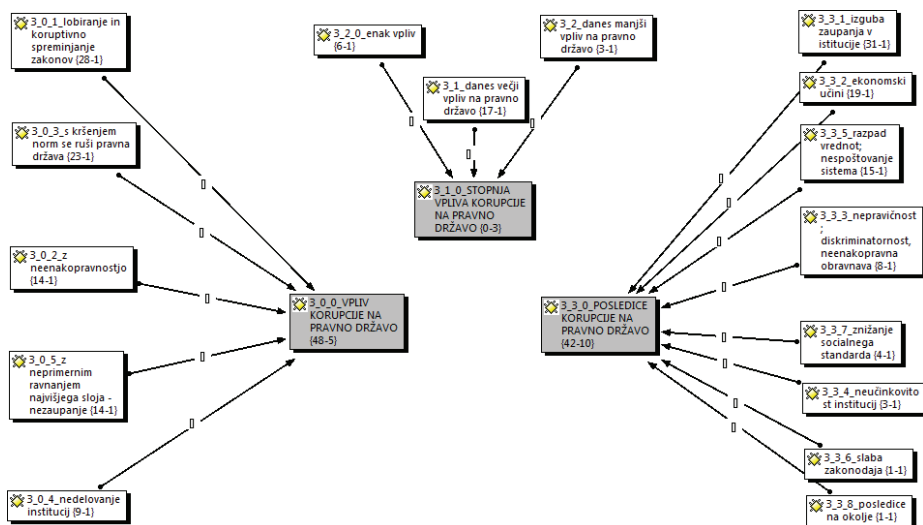 3_0_1_lobiranje in
koruptivno
spreminjanje
zakonov {28-1}
3_0_3_s kršenjem
norm se ruši pravna
država {23-1}
3_0_2_z
neenakopravnostjo
{14-1}
3_0_5_z
neprimernim
ravnanjem
najvišjega sloja -
nezaupanje {14-1}
3_0_4_nedelovanje
institucij {9-1}
3_0_0_VPLIV
KORUPCIJE NA
PRAVNO DRŽAVO
{48-5}
3_2_0_enak vpliv
{6-1}
3_1_danes večji
vpliv na pravno
državo {17-1}
3_2_danes manjši
vpliv na pravno
državo {3-1}
3_1_0_STOPNJA
VPLIVA KORUPCIJE
NA PRAVNO
DRŽAVO {0-3}
3_3_0_POSLEDICE
KORUPCIJE NA
PRAVNO DRŽAVO
{42-10}
3_3_1_izguba
zaupanja v
istitucije {31-1}
3_3_2_ekonomski
učini {19-1}
3_3_5_razpad
vrednot;
nespoštovanje
sistema {15-1}
3_3_3_nepravičnost
;
diskriminatornost,
neenakopravna
obravnava {8-1}
3_3_7_znižanje
socialnega
standarda {4-1}
3_3_4_neučinkovito
st institucij {3-1}
3_3_6_slaba
zakonodaja {1-1}
3_3_8_posledice
na okolje {1-1}